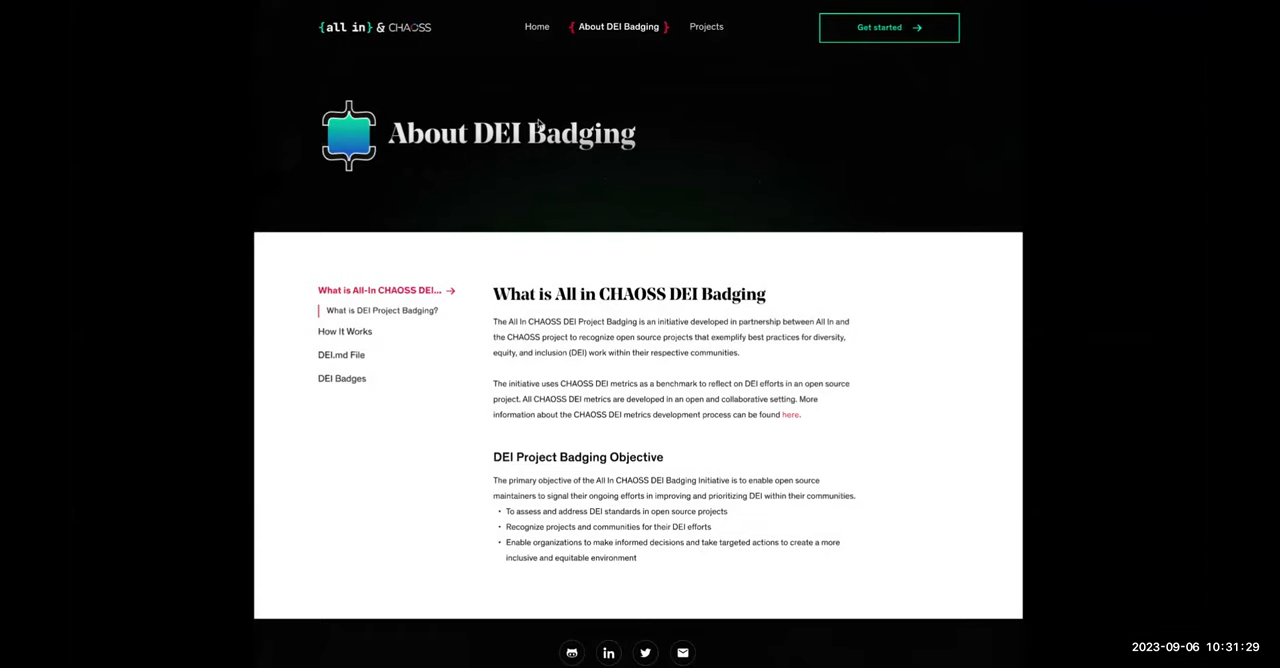 {all in} & CHAOSS
Home
{ About DEI Badging }
Projects
Get started →
About DEI Badging
What is All-In CHAOSS DEI... →
What is DEI Project Badging?
How It Works
DEI.md File
DEI Badges
What is All in CHAOSS DEI Badging
The All In CHAOSS DEI Project Badging is an initiative developed in partnership between All In and
the CHAOSS project to recognize open source projects that exemplify best practices for diversity,
equity, and inclusion (DEI) work within their respective communities.
The initiative uses CHAOSS DEI metrics as a benchmark to reflect on DEI efforts in an open source
project. All CHAOSS DEI metrics are developed in an open and collaborative setting. More
information about the CHAOSS DEI metrics development process can be found here.
DEI Project Badging Objective
The primary objective of the All In CHAOSS DEI Badging Initiative is to enable open source
maintainers to signal their ongoing efforts in improving and prioritizing DEI within their communities.
• To assess and address DEI standards in open source projects
• Recognize projects and communities for their DEI efforts
• Enable organizations to make informed decisions and take targeted actions to create a more
inclusive and equitable environment
in
2023-09-06 10:31:29